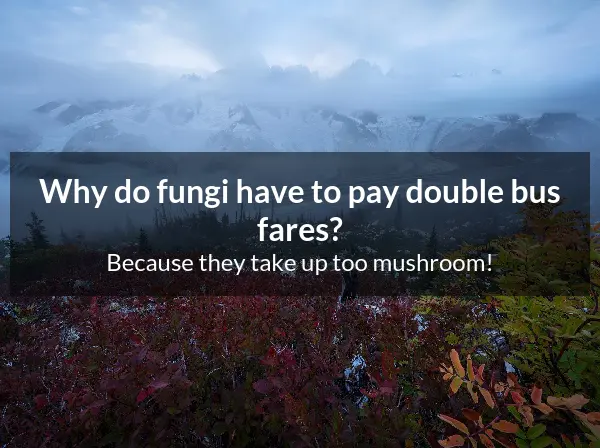 Why do fungi have to pay double bus
fares?
Because they take up too mushroom!